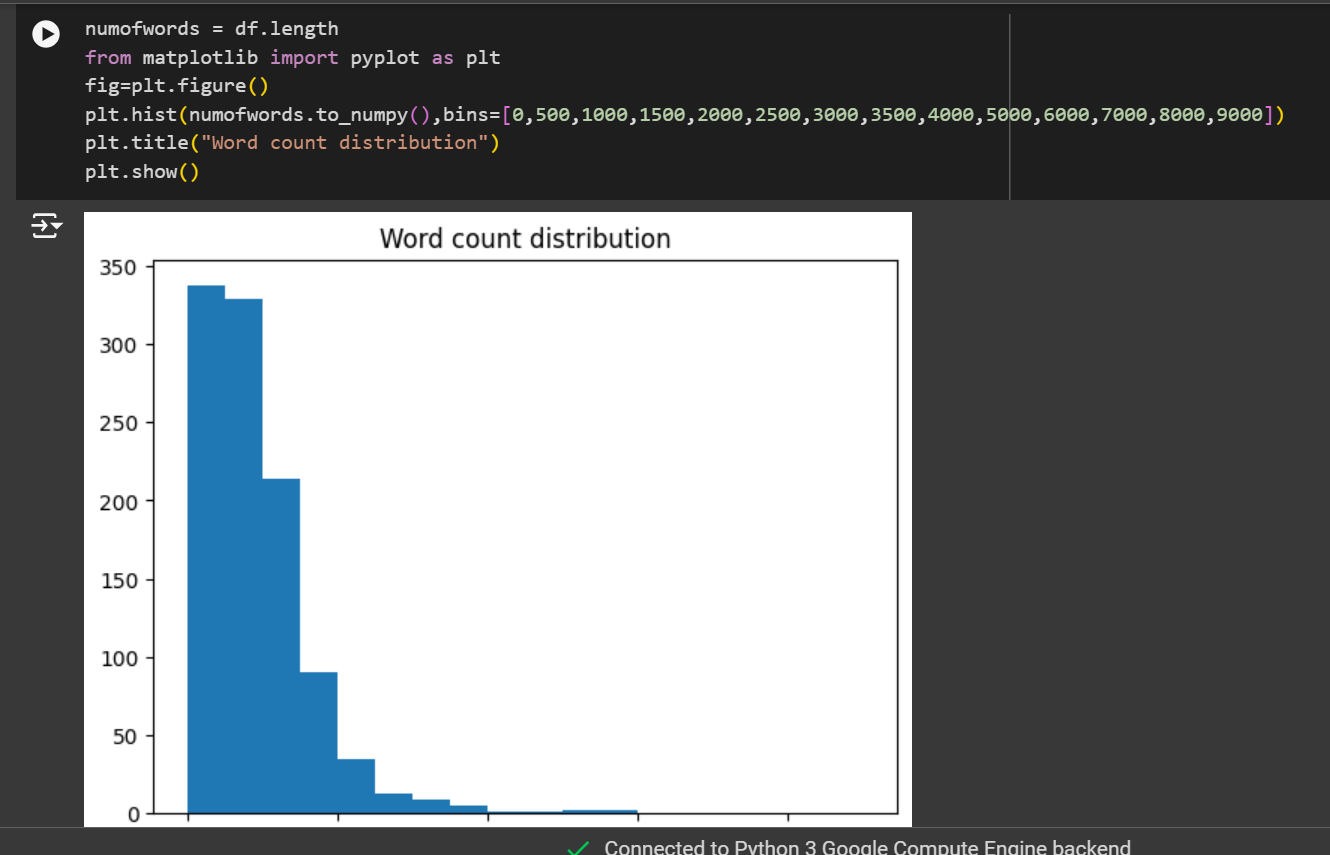 numofwords = df.length
from matplotlib import pyplot as plt
fig=plt.figure()
plt.hist(numofwords.to_numpy(),bins=[0,500,1000,1500,2000,2500,3000,3500,4000,5000,6000,7000,8000,9000])
plt.title("Word count distribution")
plt.show()
Word count distribution
350
300
250
200
150
100
50
0
Connected to Python 3 Google Compute Engine backend